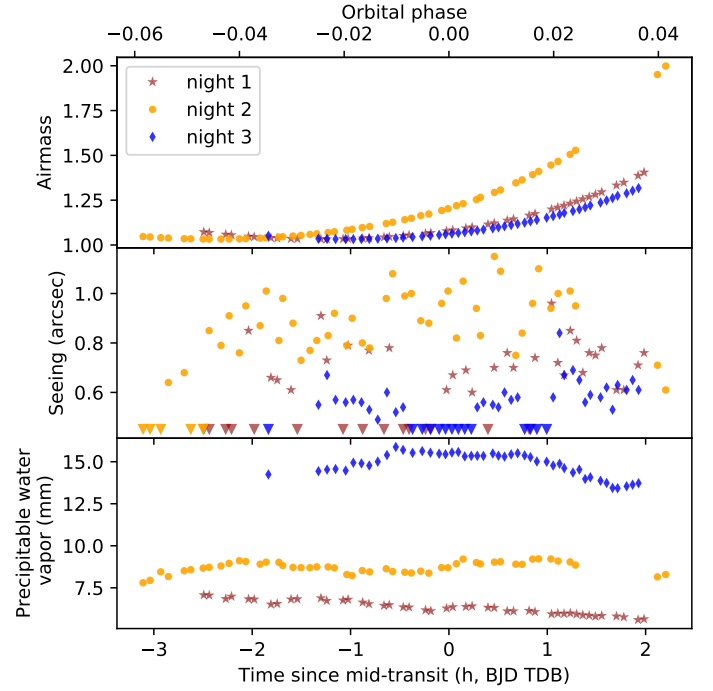 Orbital phase
−0.06 −0.04 −0.02 0.00 0.02 0.04
2.00
1.75
1.50
1.25
1.00
Airmass
night 1
night 2
night 3
1.0
0.8
0.6
Seeing (arcsec)
15.0
12.5
10.0
7.5
Precipitable water
vapor (mm)
−3 −2 −1 0 1 2
Time since mid-transit (h, BJD TDB)